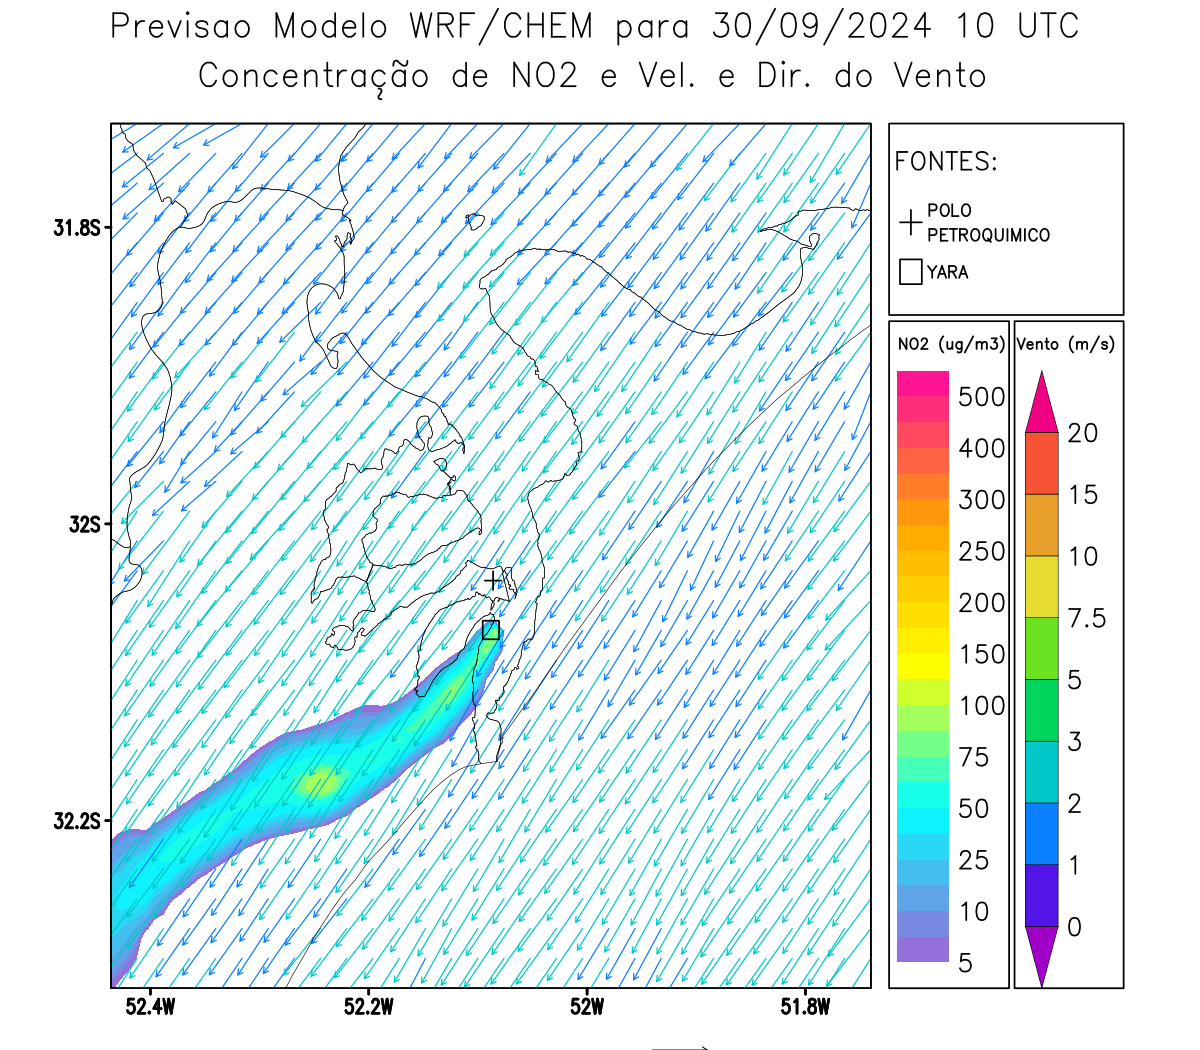 Previsao Modelo WRF/CHEM para 30/09/2024 10 UTC
Concentração de NO2 e Vel. e Dir. do Vento
FONTES:
POLO
PETROQUIMICO
YARA
NO2 (ug/m3)
500
400
300
250
200
150
100
75
50
25
10
5
Vento (m/s)
20
15
10
7.5
5
3
2
1
0
31.8S
32S
32.2S
52.4W
52.2W
52W
51.8W